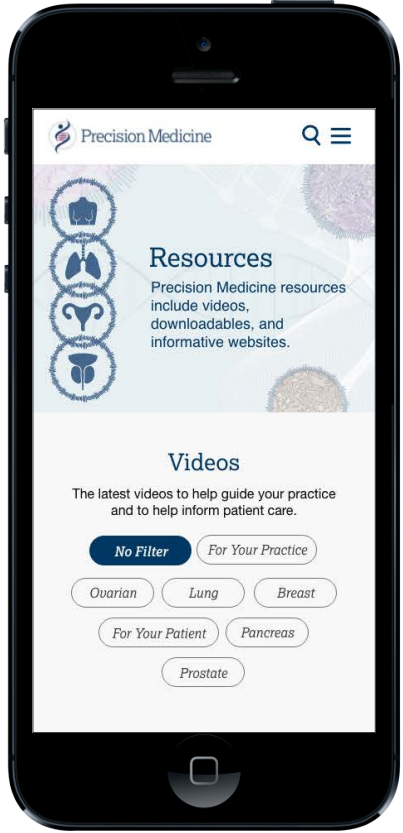 Precision Medicine
Resources
Precision Medicine resources
include videos,
downloadables, and
informative websites.
Videos
The latest videos to help guide your practice
and to help inform patient care.
No Filter
For Your Practice
Ovarian
Lung
Breast
For Your Patient
Pancreas
Prostate